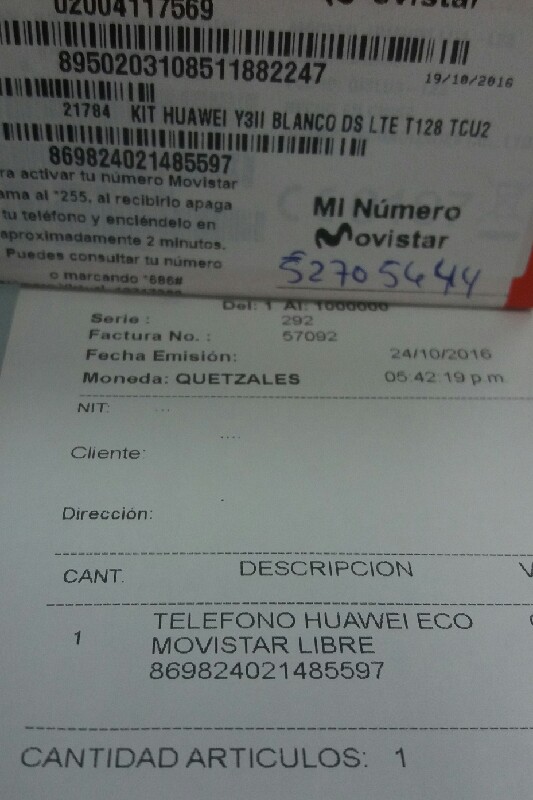 02004117569
Movistar
8950203108511882247
19/10/2016
21784 KIT HUAWEI Y3II BLANCO DS LTE T128 TCU2
869824021485597
ra activar tu número Movistar
ama al *255, al recibirlo apaga
tu teléfono y enciéndelo en
aproximadamente 2 minutos.
Puedes consultar tu número
o marcando *686#
Mi Número
Movistar
52705644
Del: 1 Al: 1000000
Serie : 292
Factura No. : 57092
Fecha Emisión: 24/10/2016
Moneda: QUETZALES 05:42:19 p.m.
NIT: ...
....
Cliente:
Dirección:
CANT. DESCRIPCION V
1 TELEFONO HUAWEI ECO
MOVISTAR LIBRE
869824021485597
CANTIDAD ARTICULOS: 1